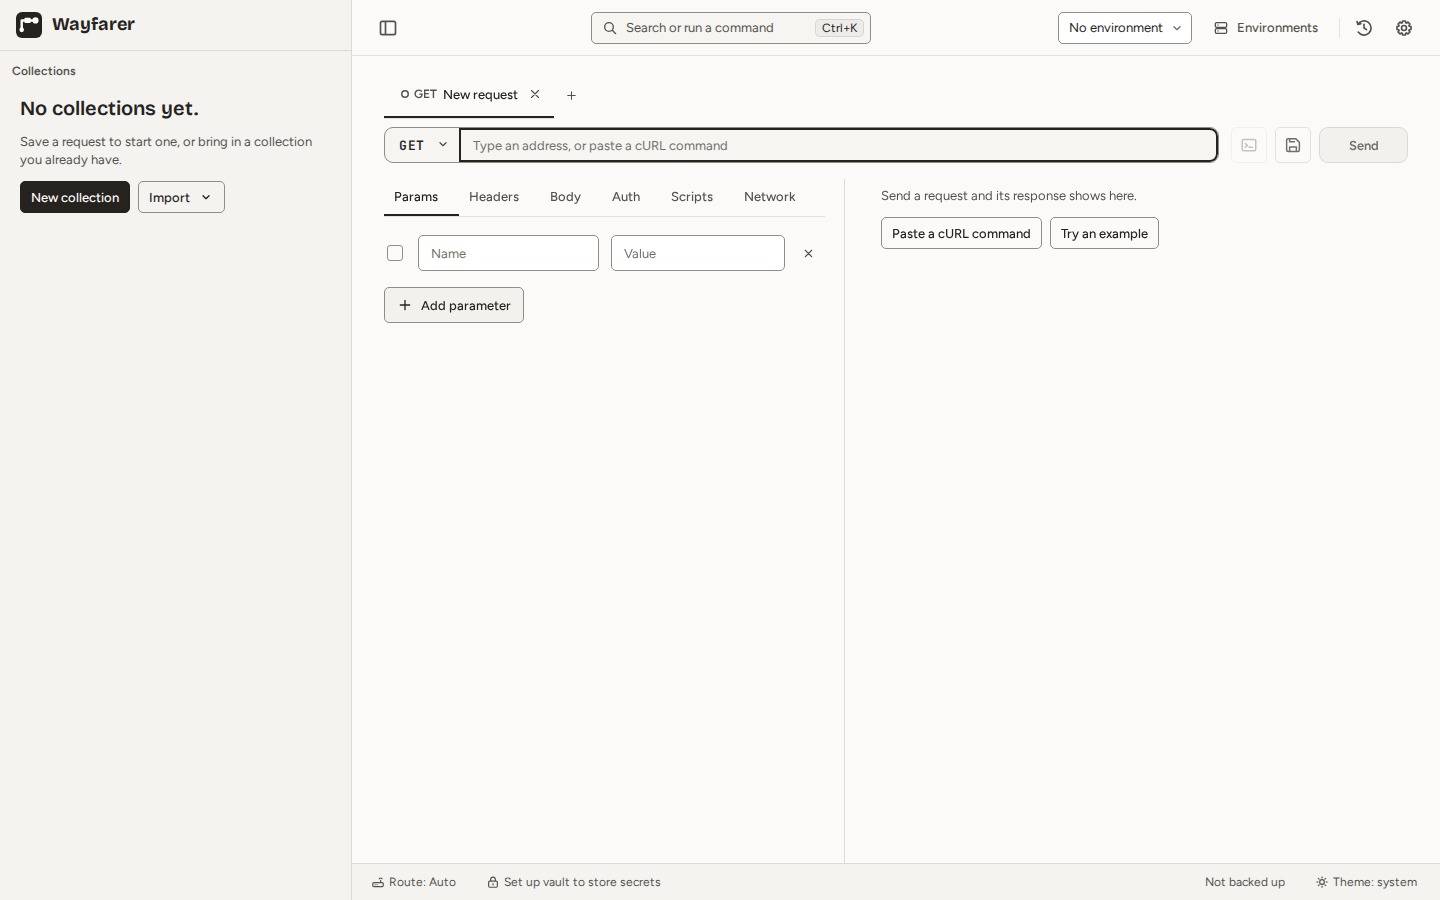 Wayfarer
Search or run a command
Ctrl+K
No environment
Environments
Collections
No collections yet.
Save a request to start one, or bring in a collection
you already have.
New collection
Import
GET New request
GET
Type an address, or paste a cURL command
Send
Params
Headers
Body
Auth
Scripts
Network
Name
Value
Add parameter
Send a request and its response shows here.
Paste a cURL command
Try an example
Route: Auto
Set up vault to store secrets
Not backed up
Theme: system